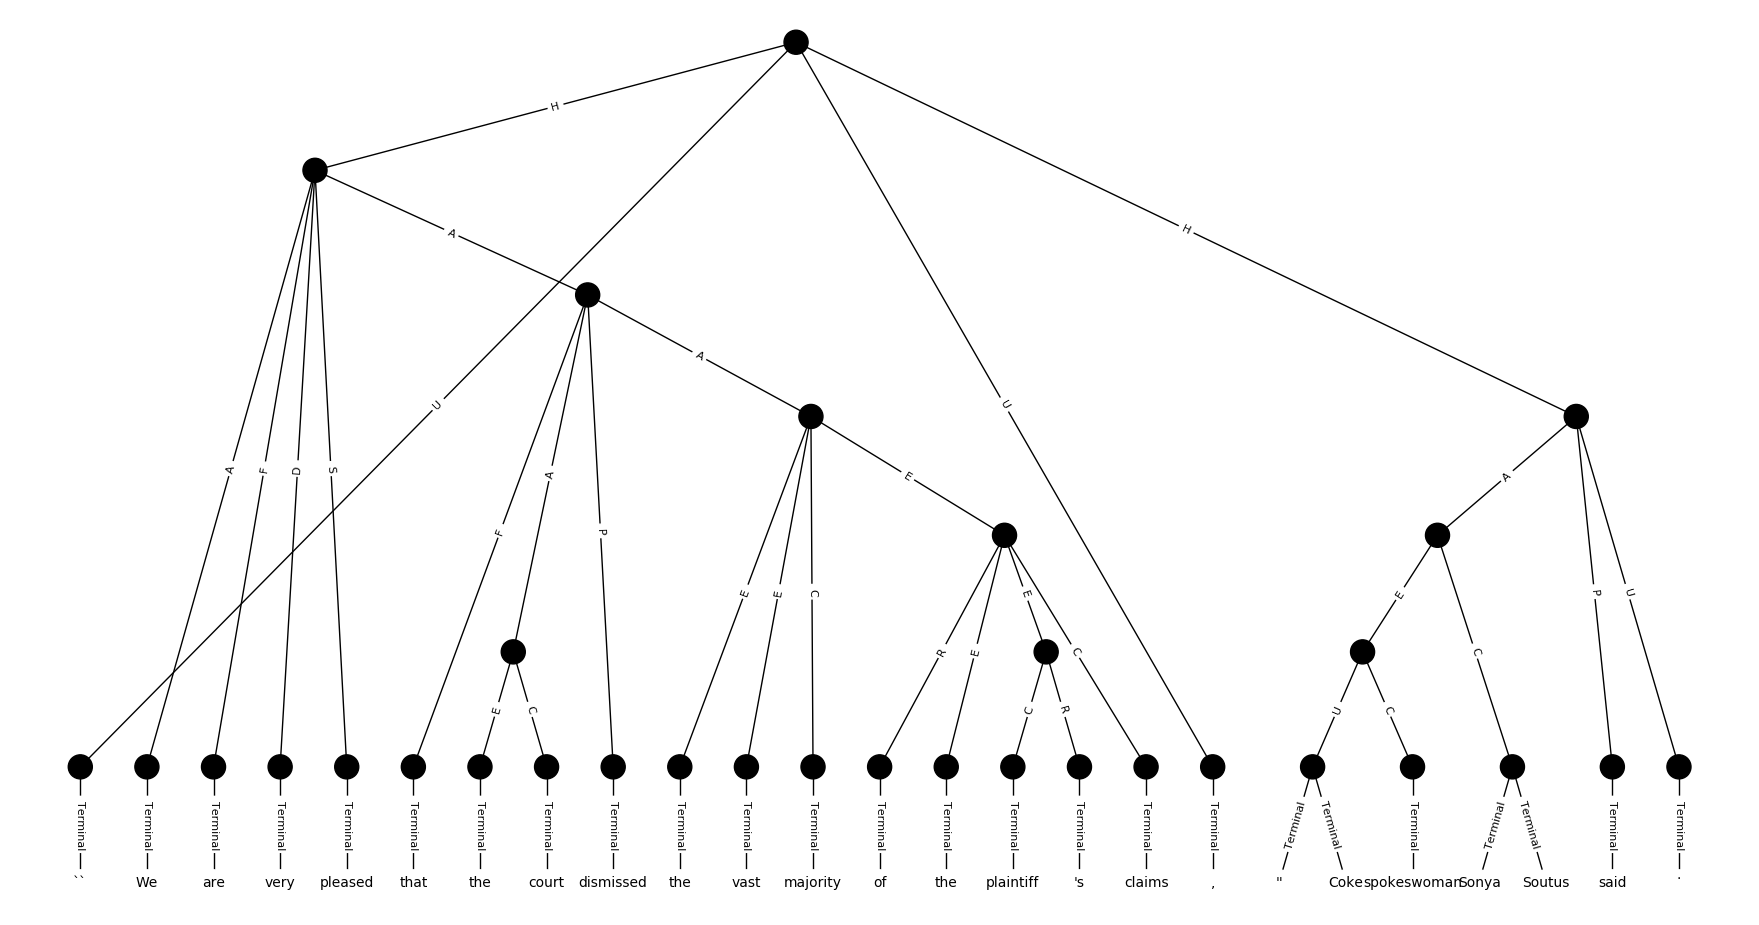 H
A
H
A
U
U
A F D S
F A P
E
A
E E C
R E E C
E C
P U
E C
C R
U C
Terminal Terminal Terminal Terminal Terminal Terminal Terminal Terminal Terminal Terminal Terminal Terminal Terminal Terminal Terminal Terminal Terminal Terminal Terminal Terminal Terminal Terminal Terminal Terminal Terminal
`` We are very pleased that the court dismissed the vast majority of the plaintiff 's claims , " Coke spokeswoman Sonya Soutus said .